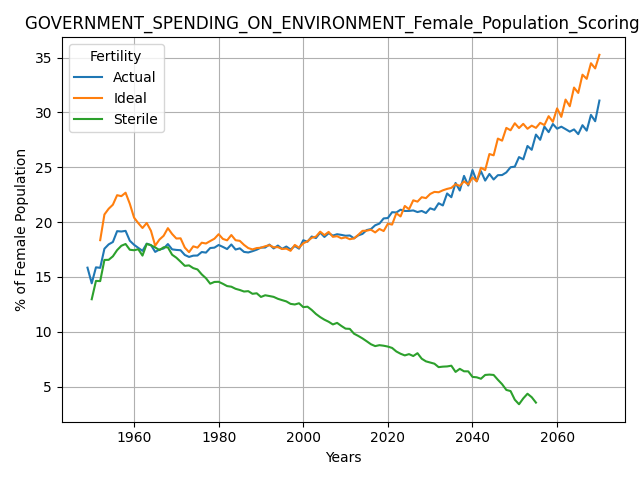 GOVERNMENT_SPENDING_ON_ENVIRONMENT_Female_Population_Scoring
Fertility
Actual
Ideal
Sterile
% of Female Population
35
30
25
20
15
10
5
1960
1980
2000
2020
2040
2060
Years